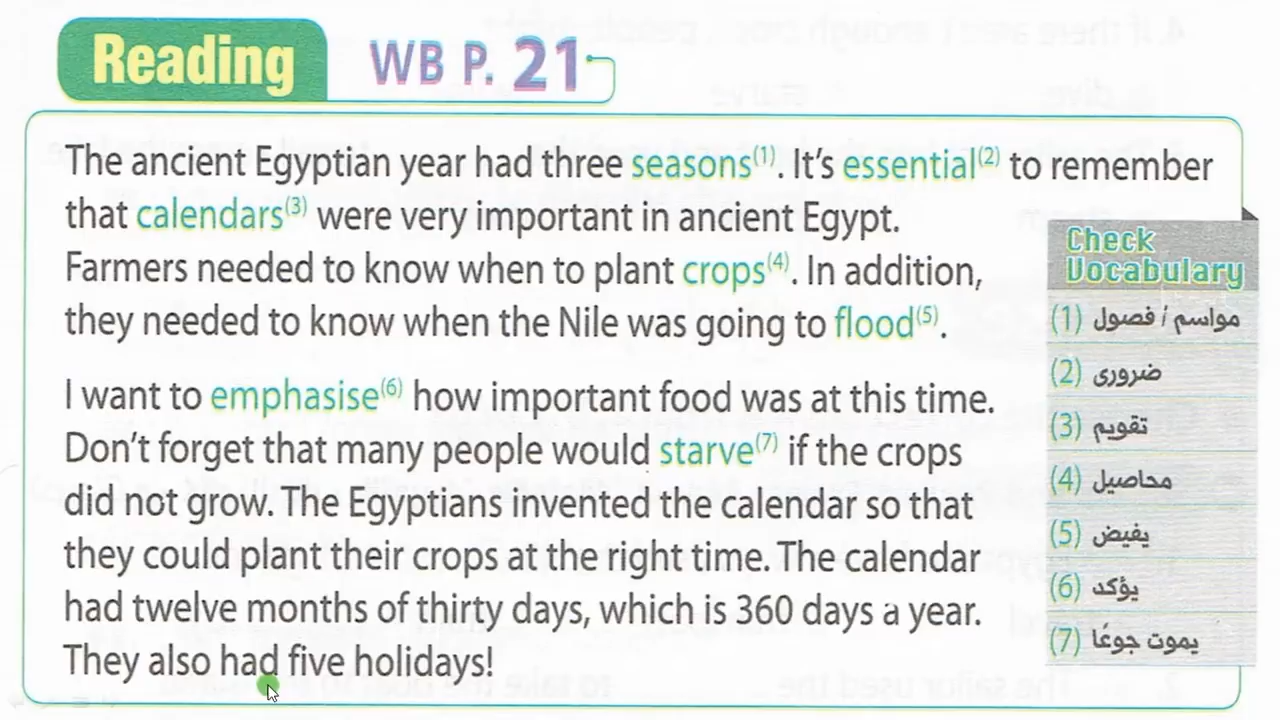 Reading WB P. 21
The ancient Egyptian year had three seasons(1). It's essential(2) to remember
that calendars(3) were very important in ancient Egypt.
Farmers needed to know when to plant crops(4). In addition,
they needed to know when the Nile was going to flood(5).
I want to emphasise(6) how important food was at this time.
Don't forget that many people would starve(7) if the crops
did not grow. The Egyptians invented the calendar so that
they could plant their crops at the right time. The calendar
had twelve months of thirty days, which is 360 days a year.
They also had five holidays!
Check
Vocabulary
(1) مواسم / فصول
(2) ضرورى
(3) تقويم
(4) محاصيل
(5) يفيض
(6) يؤكد
(7) يموت جوعًا